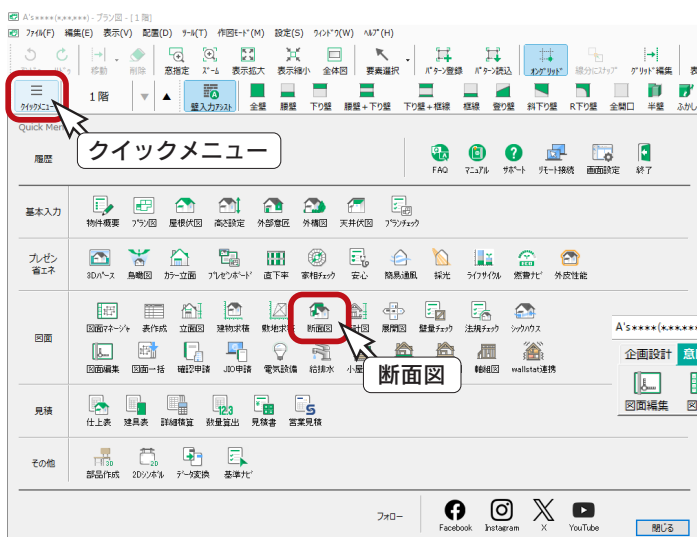 A's****(*,**,***) - プラン図 - [ 1 階]
ファイル(F) 編集(E) 表示(V) 配置(D) ツール(T) 作図モード(M) 設定(S) ウィンドウ(W) ヘルプ(H)
移動 削除 窓指定 ズーム 表示拡大 表示縮小 全体図 要素選択 パターン登録 パターン読込 オングリッド 線分にスナップ グリッド編集 表
クイックメニュー 1 階 ▼ ▲ 壁入力アシスト 全壁 腰壁 下り壁 腰壁+下り壁 下り壁+框線 框線 登り壁 斜下り壁 R下り壁 全開口 半壁 ふかし
Quick Men
クイックメニュー
履歴 FAQ マニュアル サポート リモート接続 画面設定 終了
基本入力 物件概要 プラン図 屋根伏図 高さ設定 外部意匠 外構図 天井伏図 プランチェック
プレゼン
省エネ 3Dパース 鳥瞰図 カラー立面 プレゼンボード 直下率 家相チェック 安心 簡易通風 採光 ライフサイクル 燃費ナビ 外皮性能
図面 図面マネージャ 表作成 立面図 建物求積 敷地求 断面図 計図 展開図 壁量チェック 法規チェック シックハウス
図面編集 図面一括 確認申請 JIO申請 電気設備 給排水 小屋 軸組図 wallstat連携
断面図
A's****(*,**,***
企画設計 意
図面編集 図
見積 仕上表 建具表 詳細積算 数量算出 見積書 営業見積
その他 部品作成 2Dシンボル データ変換 基準ナビ
フォロー Facebook Instagram X YouTube
閉じる